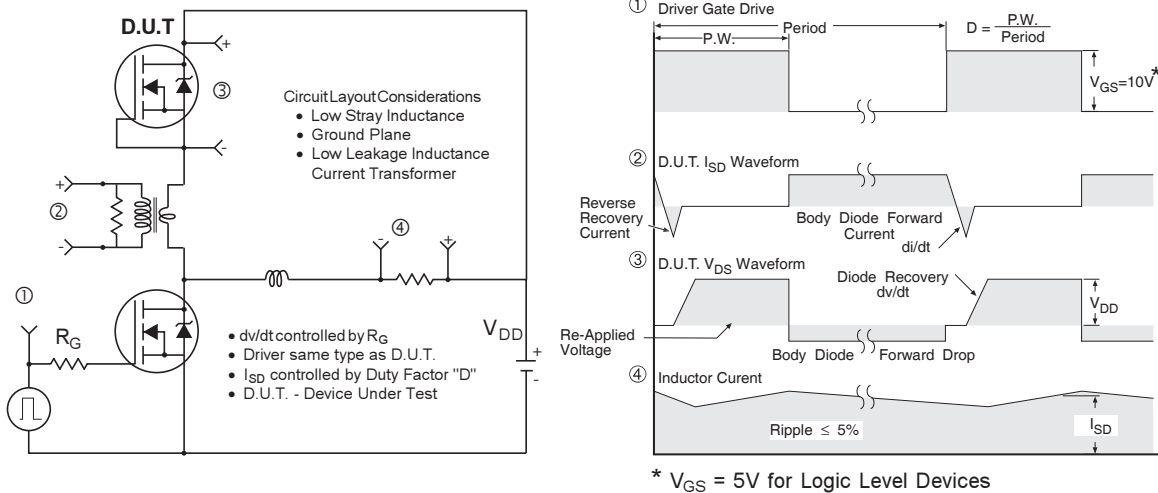 D.U.T
+
③
-
Circuit Layout Considerations
• Low Stray Inductance
• Ground Plane
• Low Leakage Inductance
Current Transformer
+
②
-
④
-
+
①
R_G
V_DD
+
-
• dv/dt controlled by R_G
• Driver same type as D.U.T.
• I_SD controlled by Duty Factor "D"
• D.U.T. - Device Under Test
① Driver Gate Drive
Period
P.W.
D = P.W.
Period
V_GS=10V*
② D.U.T. I_SD Waveform
Reverse
Recovery
Current
Body Diode Forward
Current
di/dt
③ D.U.T. V_DS Waveform
Diode Recovery
dv/dt
V_DD
Re-Applied
Voltage
Body Diode Forward Drop
④ Inductor Curent
Ripple ≤ 5%
I_SD
* V_GS = 5V for Logic Level Devices